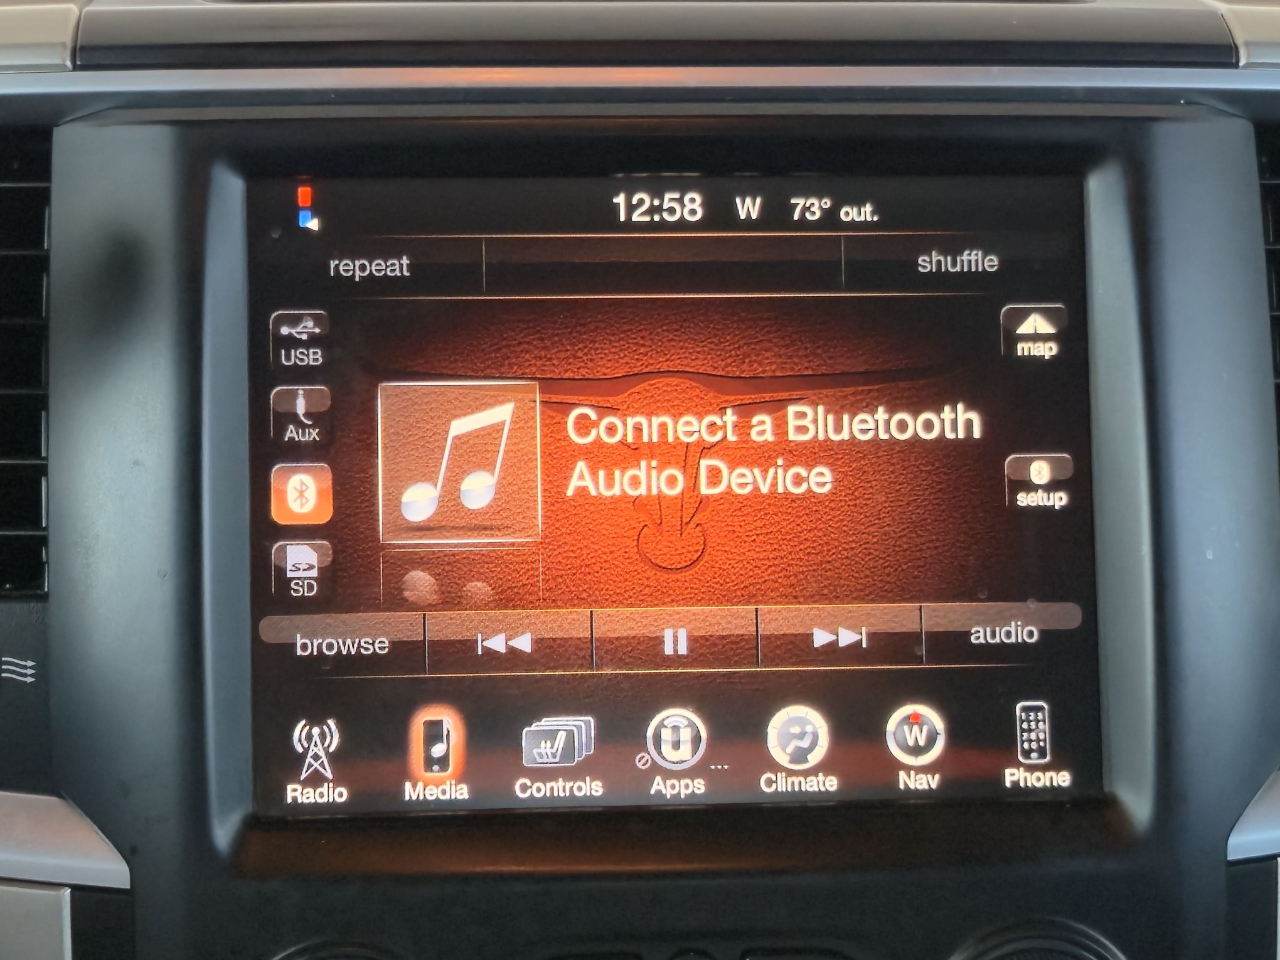 12:58 W 73° out.
repeat
shuffle
USB
map
Aux
Connect a Bluetooth
Audio Device
setup
SD
browse
audio
W
Radio
Media
Controls
Apps
...
Climate
Nav
Phone